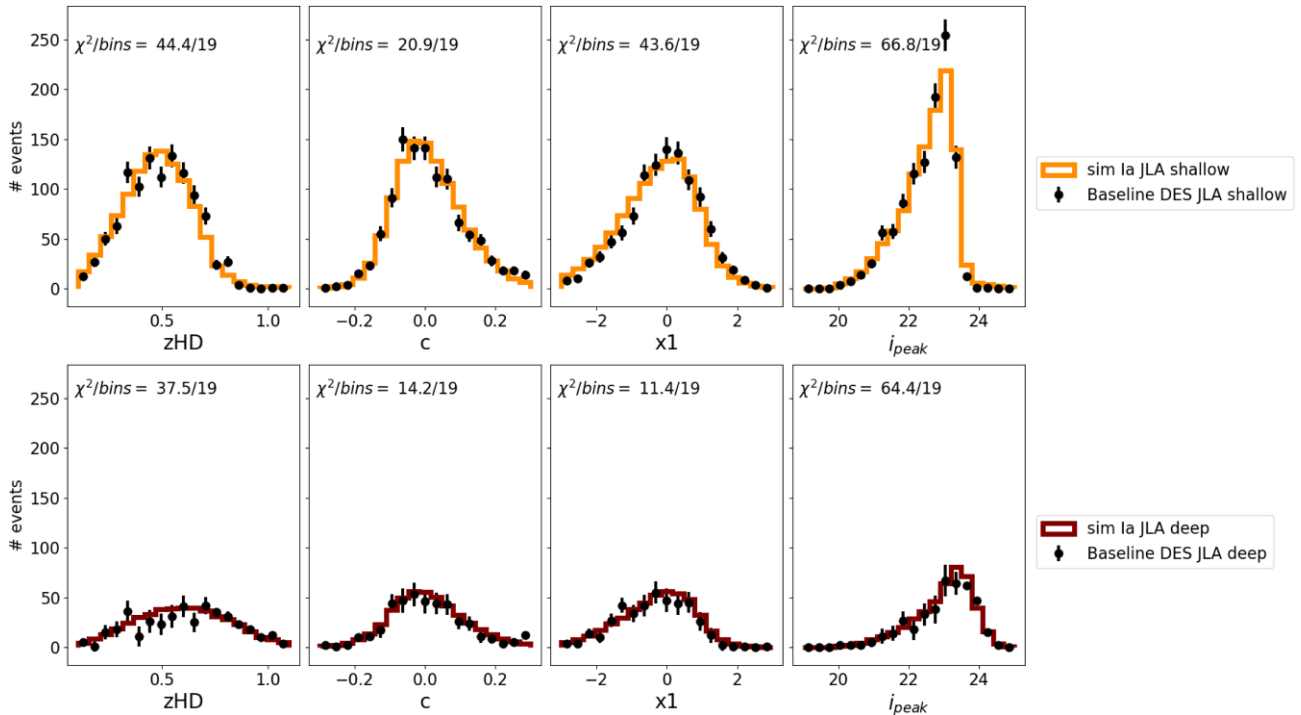 χ²/bins = 44.4/19
χ²/bins = 20.9/19
χ²/bins = 43.6/19
χ²/bins = 66.8/19
250
200
150
100
50
0
# events
0.5 1.0
−0.2 0.0 0.2
−2 0 2
20 22 24
zHD
c
x1
i_peak
sim Ia JLA shallow
Baseline DES JLA shallow
χ²/bins = 37.5/19
χ²/bins = 14.2/19
χ²/bins = 11.4/19
χ²/bins = 64.4/19
250
200
150
100
50
0
# events
0.5 1.0
−0.2 0.0 0.2
−2 0 2
20 22 24
zHD
c
x1
i_peak
sim Ia JLA deep
Baseline DES JLA deep